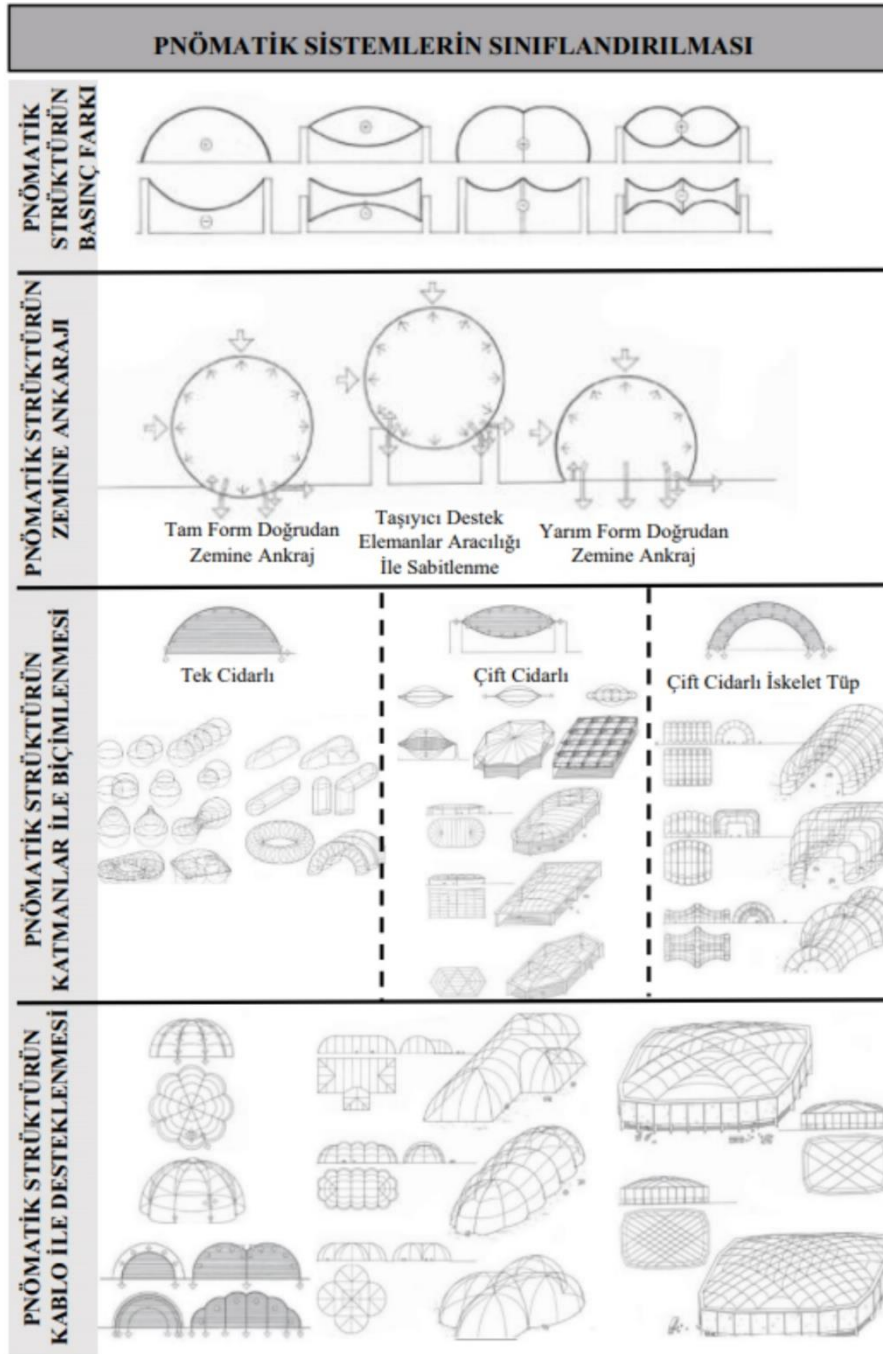 PNÖMATİK SİSTEMLERİN SINIFLANDIRILMASI
PNÖMATİK
STRÜKTÜRÜN
BASINÇ FARKI
PNÖMATİK STRÜKTÜRÜN
ZEMİNE ANKARAJI
Tam Form Doğrudan
Zemine Ankraj
Taşıyıcı Destek
Elemanlar Aracılığı
İle Sabitlenme
Yarım Form Doğrudan
Zemine Ankraj
PNÖMATİK STRÜKTÜRÜN
KATMANLAR İLE BİÇİMLENMESİ
Tek Cidarlı
Çift Cidarlı
Çift Cidarlı İskelet Tüp
PNÖMATİK STRÜKTÜRÜN
KABLO İLE DESTEKLENMESİ